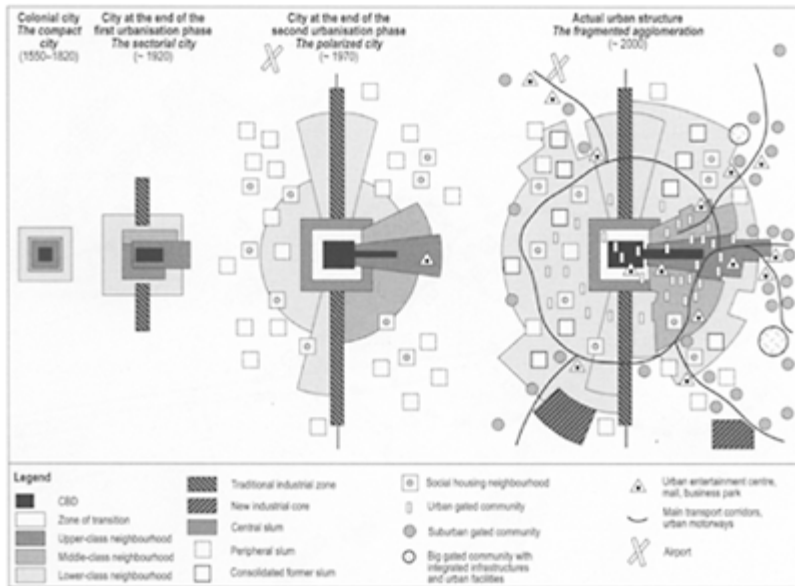 Colonial city
The compact
city
(1550–1820)
City at the end of the
first urbanisation phase
The sectorial city
(~ 1920)
City at the end of the
second urbanisation phase
The polarized city
(~ 1970)
Actual urban structure
The fragmented agglomeration
(~ 2000)
Legend
CBD
Zone of transition
Upper-class neighbourhood
Middle-class neighbourhood
Lower-class neighbourhood
Traditional industrial zone
New industrial core
Central slum
Peripheral slum
Consolidated former slum
Social housing neighbourhood
Urban gated community
Suburban gated community
Big gated community with
integrated infrastructures
and urban facilities
Urban entertainment centre,
mall, business park
Main transport corridors,
urban motorways
Airport